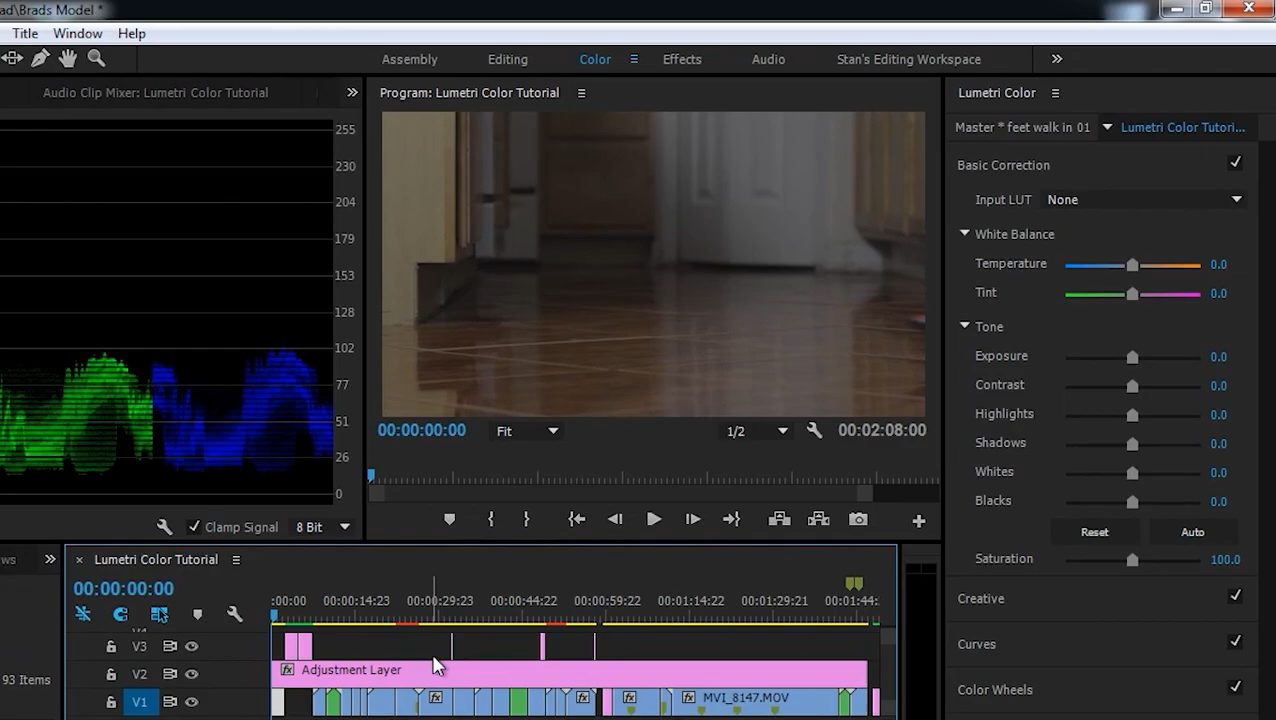 ad\Brads Model *
Title Window Help
Assembly Editing Color Effects Audio Stan's Editing Workspace
Audio Clip Mixer: Lumetri Color Tutorial
255
230
204
179
153
128
102
77
51
26
0
Clamp Signal 8 Bit
Program: Lumetri Color Tutorial
00:00:00:00 Fit 1/2 00:02:08:00
Lumetri Color
Master * feet walk in 01 Lumetri Color Tutori...
Basic Correction
Input LUT None
White Balance
Temperature 0.0
Tint 0.0
Tone
Exposure 0.0
Contrast 0.0
Highlights 0.0
Shadows 0.0
Whites 0.0
Blacks 0.0
Reset Auto
Saturation 100.0
Creative
Curves
Color Wheels
ws
93 Items
Lumetri Color Tutorial
00:00:00:00
:00:00 00:00:14:23 00:00:29:23 00:00:44:22 00:00:59:22 00:01:14:22 00:01:29:21 00:01:44:
V3
V2 fx Adjustment Layer
V1 fx fx fx fx MVI_8147.MOV